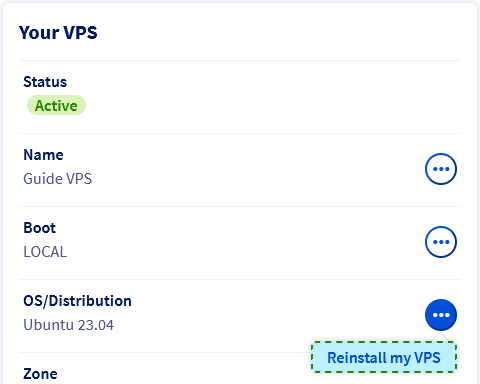 Your VPS
Status
Active
Name
Guide VPS
Boot
LOCAL
OS/Distribution
Ubuntu 23.04
Reinstall my VPS
Zone